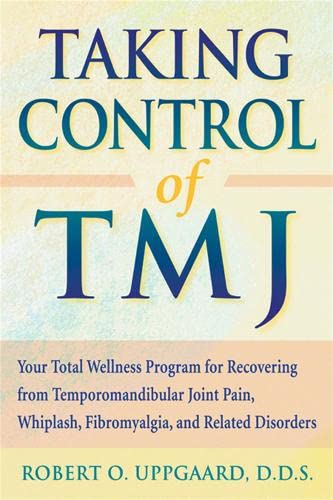 TAKING
CONTROL
of
TMJ
Your Total Wellness Program for Recovering
from Temporomandibular Joint Pain,
Whiplash, Fibromyalgia, and Related Disorders
ROBERT O. UPPGAARD, D.D.S.